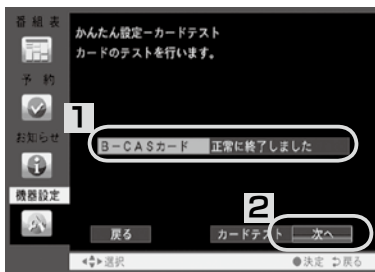 番組表
かんたん設定－カードテスト
カードのテストを行います。
予約
1
お知らせ
B－CASカード 正常に終了しました
機器設定
2
戻る カードテスト 次へ
選択 ●決定 戻る